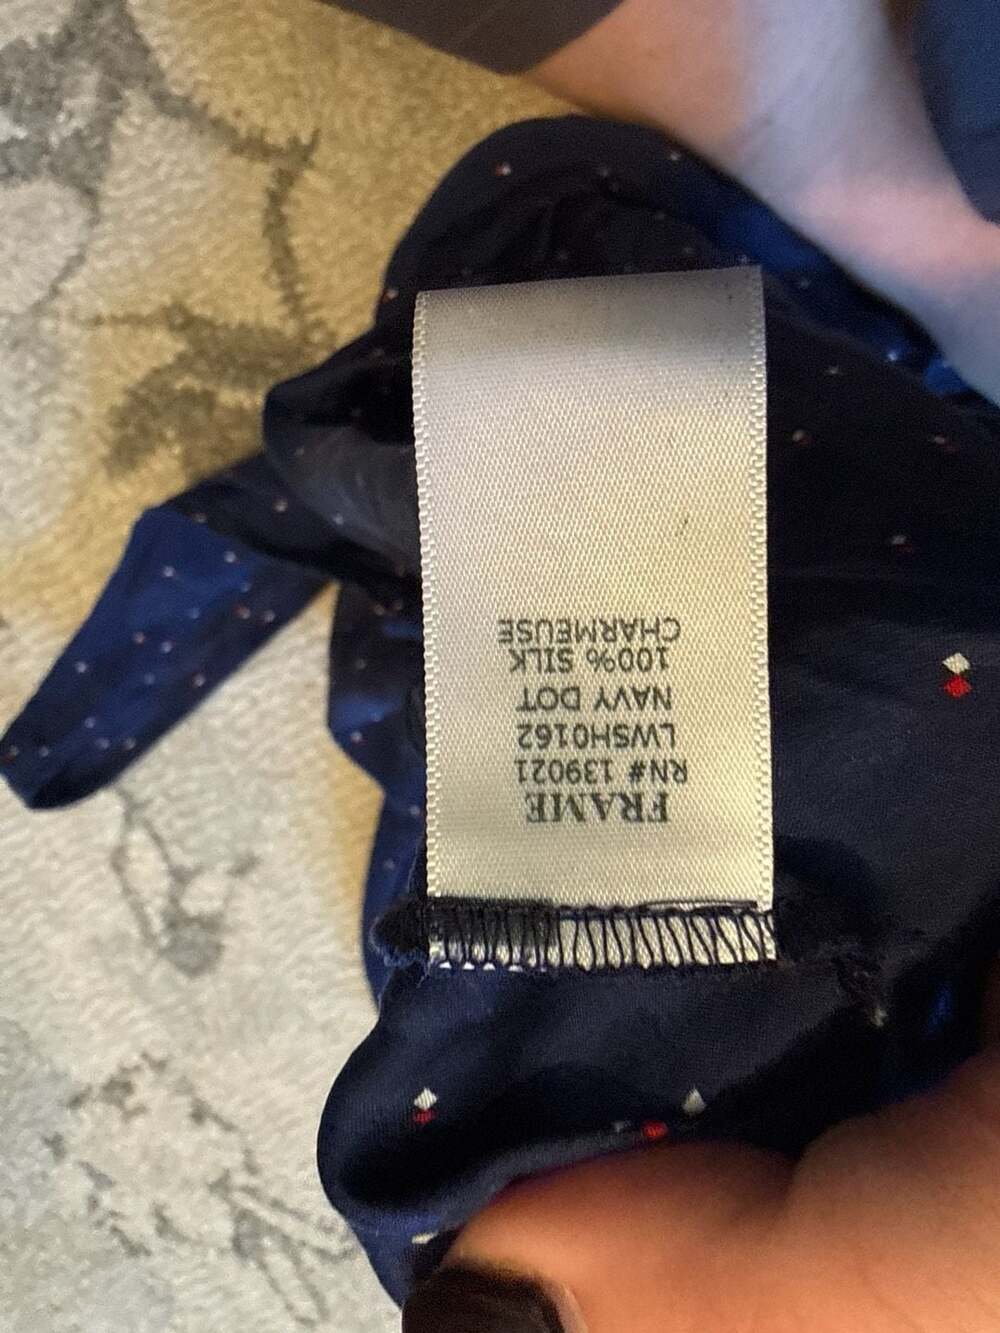 FRAME
RN# 139021
LWSH0162
NAVY DOT
100% SILK
CHARMEUSE